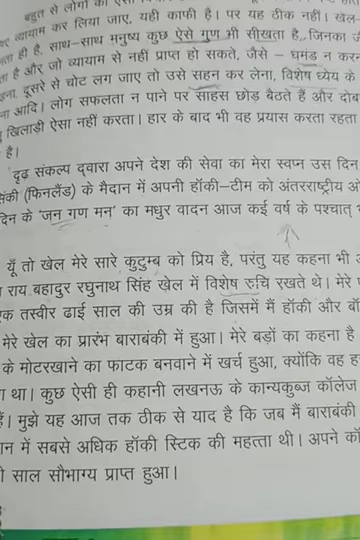 बहुत से लोगों का
व्यायाम कर लिया जाए, यही काफी है। पर यह ठीक नहीं। खेल
ही है, साथ-साथ मनुष्य कुछ ऐसे गुण भी सीखता है, जिनका
है और जो व्यायाम से नहीं प्राप्त हो सकते, जैसे – घमंड न
दूसरे से चोट लग जाए तो उसे सहन कर लेना, विशेष ध्येय के
आदि। लोग सफलता न पाने पर साहस छोड़ बैठते हैं और
खिलाड़ी ऐसा नहीं करता। हार के बाद भी वह प्रयास करता रहता
है।
दृढ़ संकल्प द्वारा अपने देश की सेवा का मेरा स्वप्न उस दिन
(फिनलैंड) के मैदान में अपनी हॉकी-टीम को अंतरराष्ट्रीय
दिन के 'जन गण मन' का मधुर वादन आज कई वर्ष के पश्चात्
यूँ तो खेल मेरे सारे कुटुम्ब को प्रिय है, परंतु यह कहना भी
राय बहादुर रघुनाथ सिंह खेल में विशेष रुचि रखते थे। मेरे
एक तस्वीर ढाई साल की उम्र की है जिसमें मैं हॉकी और
मेरे खेल का प्रारंभ बाराबंकी में हुआ। मेरे बड़ों का कहना है
के मोटरखाने का फाटक बनवाने में खर्च हुआ, क्योंकि वह
था। कुछ ऐसी ही कहानी लखनऊ के कान्यकुब्ज कॉलेज
मुझे यह आज तक ठीक से याद है कि जब मैं बाराबंकी
में सबसे अधिक हॉकी स्टिक की महत्ता थी। अपने
साल सौभाग्य प्राप्त हुआ।